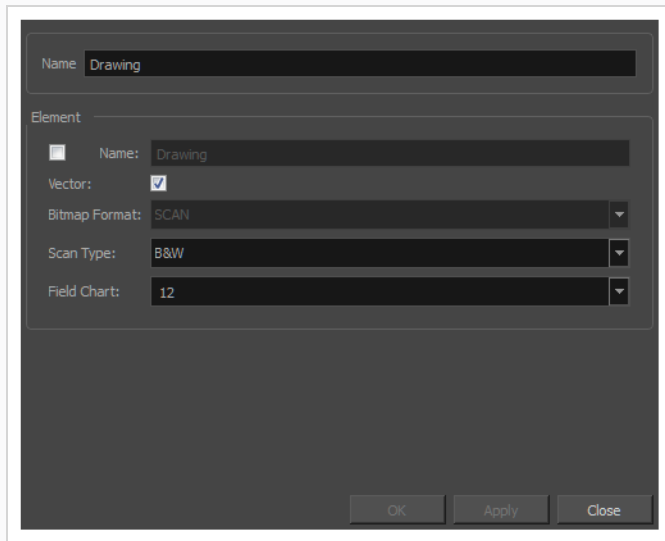 Name Drawing
Element
Name: Drawing
Vector:
Bitmap Format: SCAN
Scan Type: B&W
Field Chart: 12
OK Apply Close